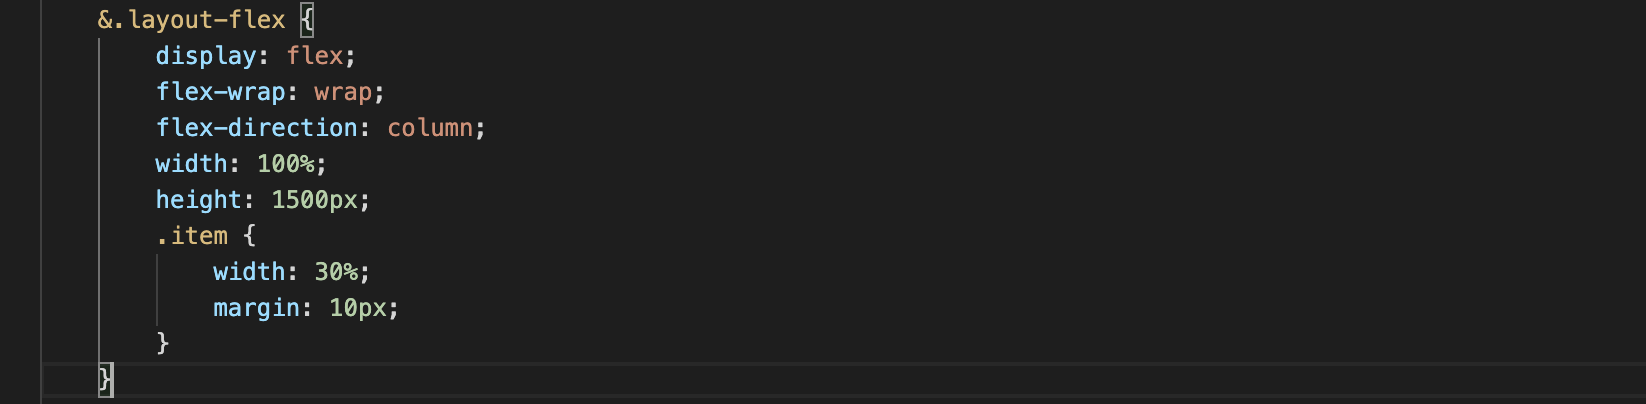 &.layout-flex {
display: flex;
flex-wrap: wrap;
flex-direction: column;
width: 100%;
height: 1500px;
.item {
width: 30%;
margin: 10px;
}
}